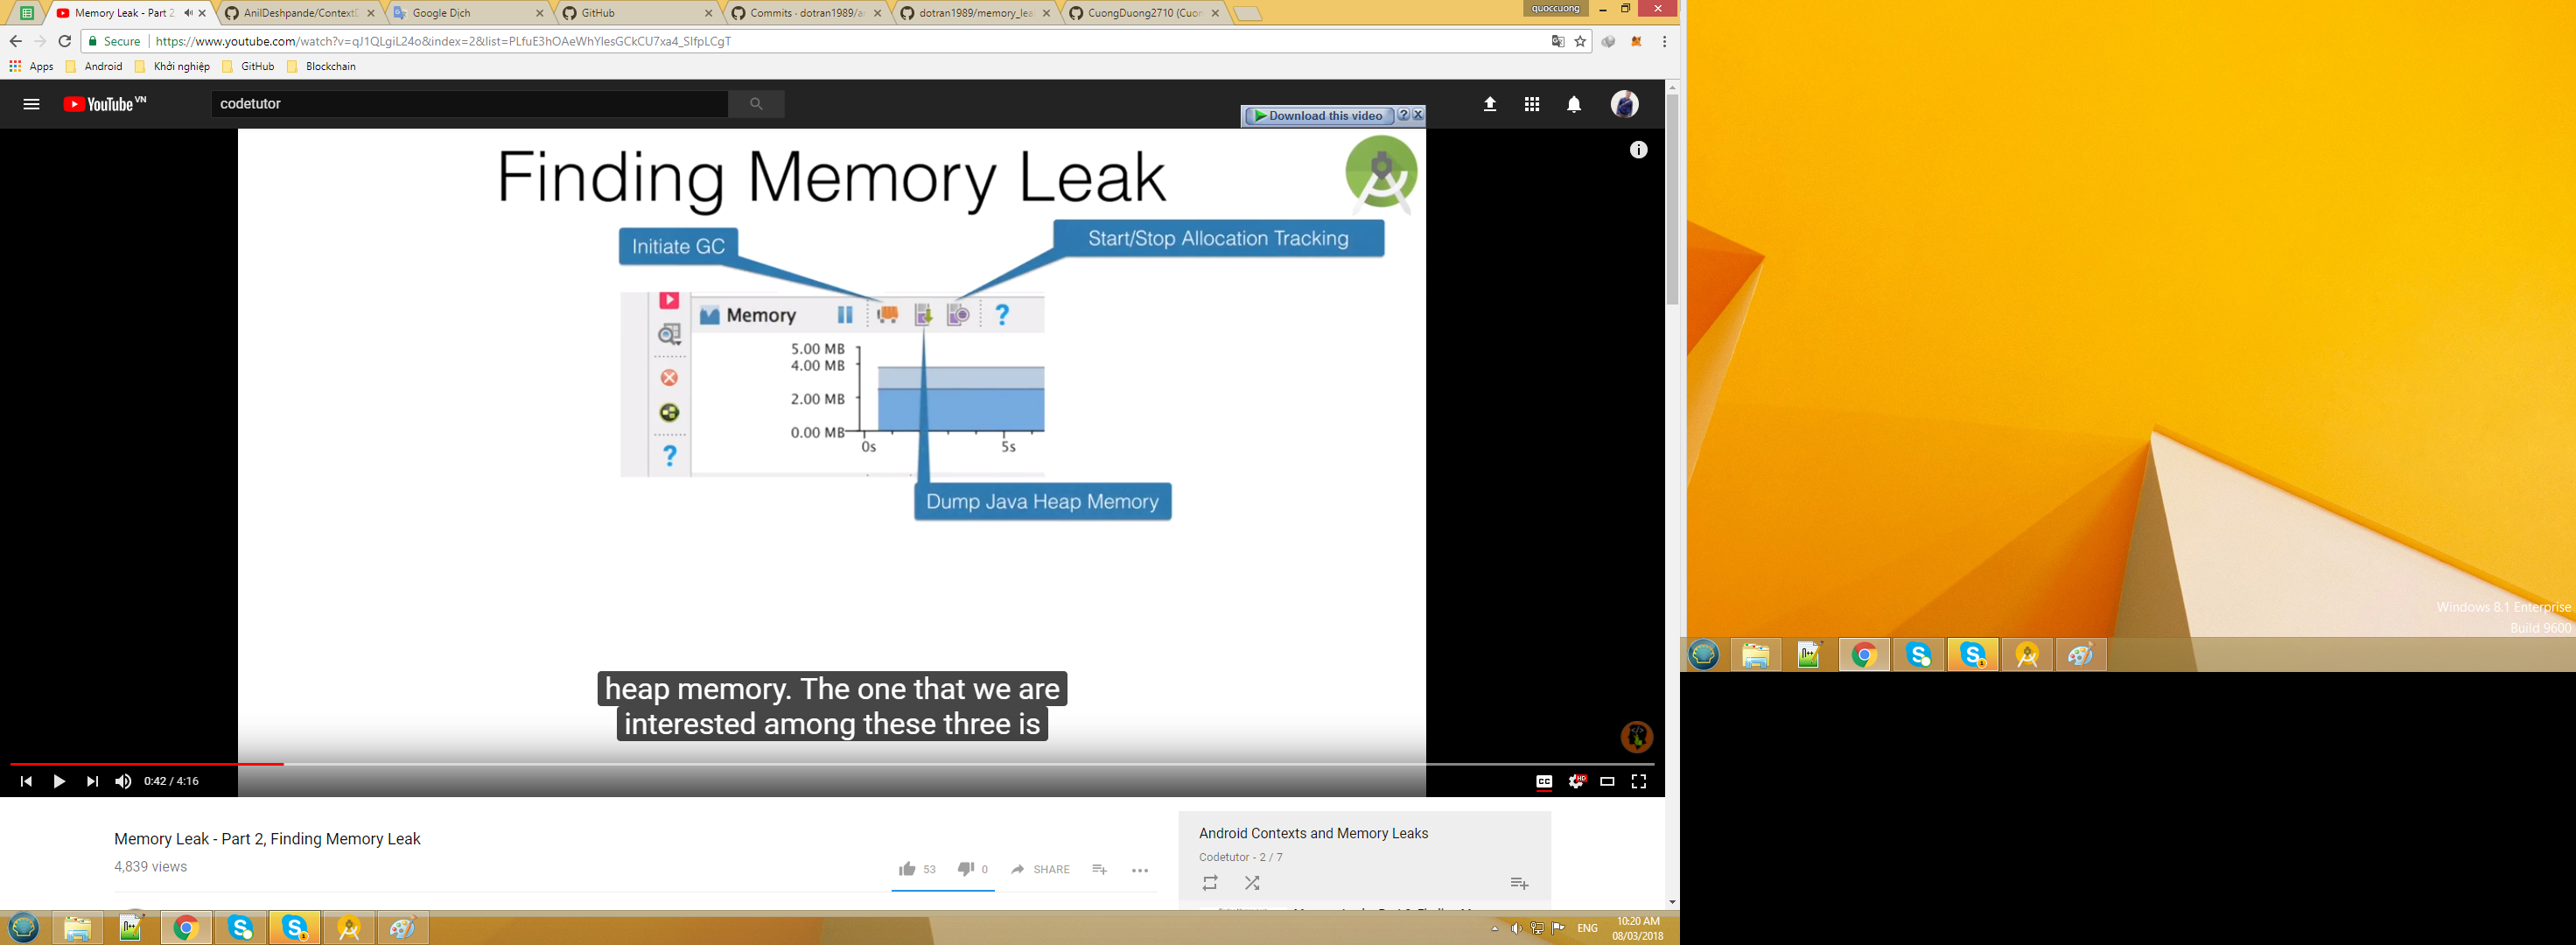 Memory Leak - Part 2,
AnilDeshpande/Context
Google Dịch
GitHub
Commits · dotran1989/a
dotran1989/memory_lea
CuongDuong2710 (Cuor
quoccuong
Secure
https://www.youtube.com/watch?v=qJ1QLgiL24o&index=2&list=PLfuE3hOAeWhYlesGCkCU7xa4_SIfpLCgT
Apps
Android
Khởi nghiệp
GitHub
Blockchain
YouTube VN
codetutor
Download this video
?
Finding Memory Leak
Initiate GC
Start/Stop Allocation Tracking
Memory
?
5.00 MB
4.00 MB
2.00 MB
0.00 MB
0s
5s
?
Dump Java Heap Memory
heap memory. The one that we are
interested among these three is
0:42 / 4:16
CC
HD
Memory Leak - Part 2, Finding Memory Leak
4,839 views
53
0
SHARE
Android Contexts and Memory Leaks
Codetutor - 2 / 7
ENG
10:20 AM
08/03/2018
Windows 8.1 Enterprise
Build 9600